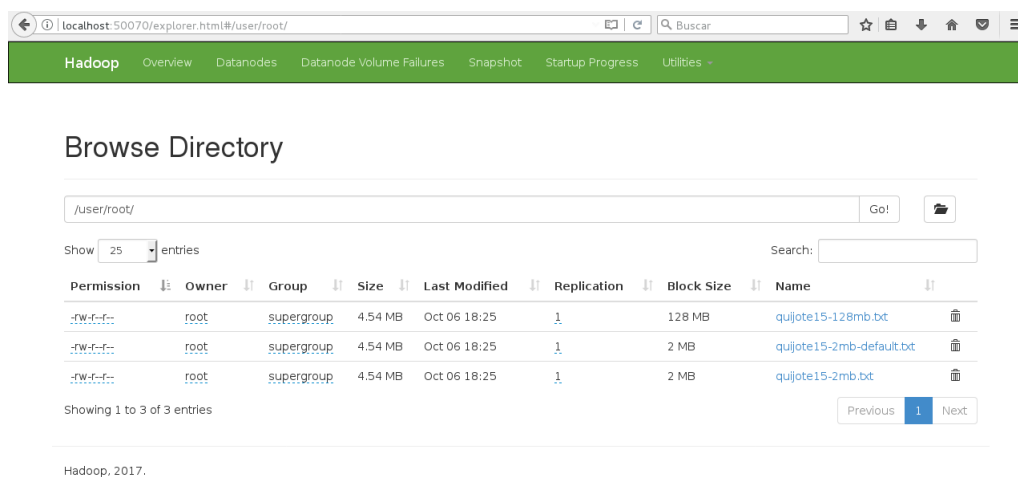 localhost:50070/explorer.html#/user/root/ Buscar
Hadoop Overview Datanodes Datanode Volume Failures Snapshot Startup Progress Utilities
Browse Directory
/user/root/ Go!
Show 25 entries Search:
Permission Owner Group Size Last Modified Replication Block Size Name
-rw-r--r-- root supergroup 4.54 MB Oct 06 18:25 1 128 MB quijote15-128mb.txt
-rw-r--r-- root supergroup 4.54 MB Oct 06 18:25 1 2 MB quijote15-2mb-default.txt
-rw-r--r-- root supergroup 4.54 MB Oct 06 18:25 1 2 MB quijote15-2mb.txt
Showing 1 to 3 of 3 entries Previous 1 Next
Hadoop, 2017.